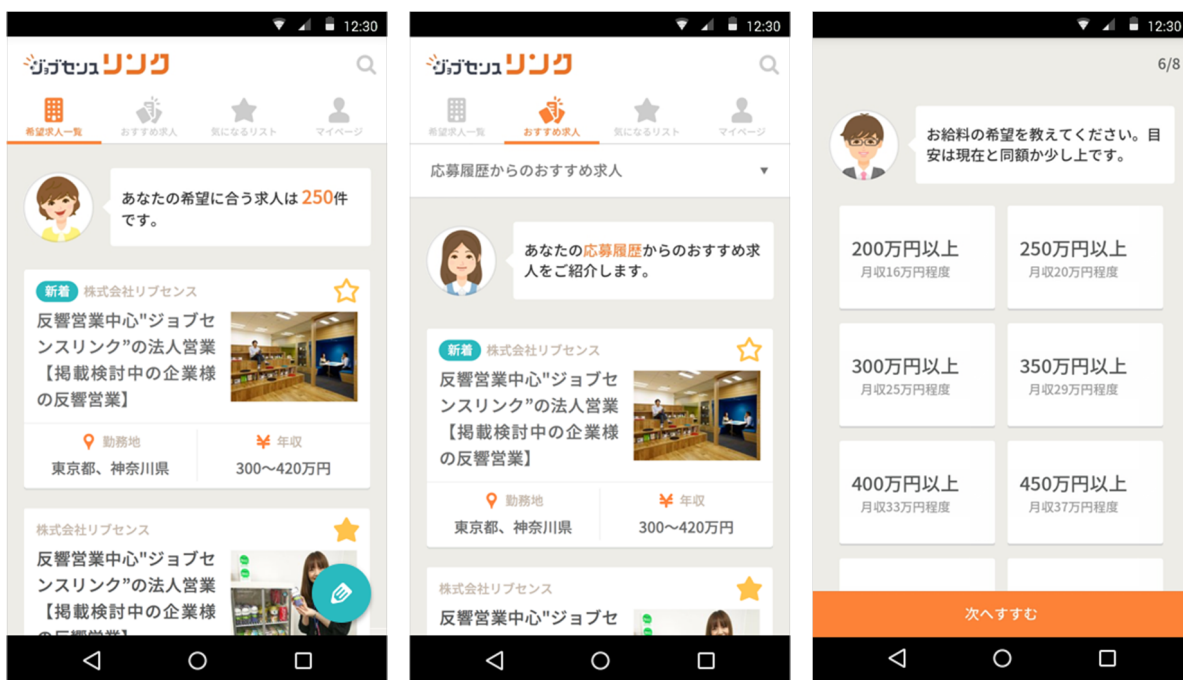 12:30
ジョブセンスリンク
希望求人一覧
おすすめ求人
気になるリスト
マイページ
あなたの希望に合う求人は 250件
です。
新着 株式会社リブセンス
反響営業中心"ジョブセ
ンスリンク”の法人営業
【掲載検討中の企業様
の反響営業】
勤務地
年収
東京都、神奈川県
300〜420万円
株式会社リブセンス
反響営業中心"ジョブセ
ンスリンク”の法人営業
【掲載検討中の企業様
の反響営業】
12:30
ジョブセンスリンク
希望求人一覧
おすすめ求人
気になるリスト
マイページ
応募履歴からのおすすめ求人
あなたの応募履歴からのおすすめ求
人をご紹介します。
新着 株式会社リブセンス
反響営業中心"ジョブセ
ンスリンク”の法人営業
【掲載検討中の企業様
の反響営業】
勤務地
年収
東京都、神奈川県
300〜420万円
株式会社リブセンス
反響営業中心"ジョブセ
12:30
6/8
お給料の希望を教えてください。目
安は現在と同額か少し上です。
200万円以上
月収16万円程度
250万円以上
月収20万円程度
300万円以上
月収25万円程度
350万円以上
月収29万円程度
400万円以上
月収33万円程度
450万円以上
月収37万円程度
次へすすむ